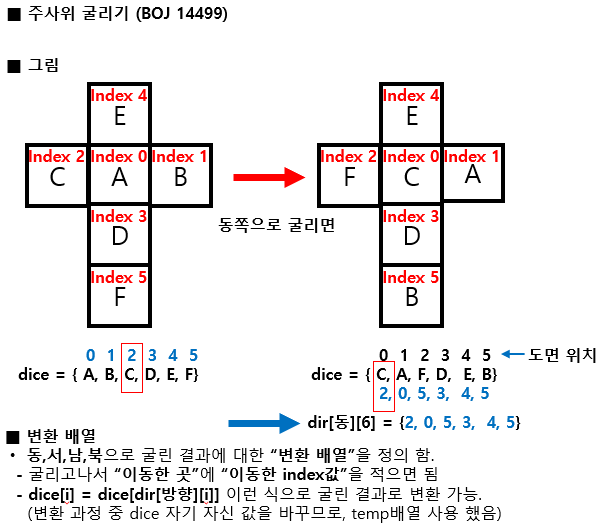 ■ 주사위 굴리기 (BOJ 14499)
■ 그림
Index 4
E
Index 2 Index 0 Index 1
C A B
Index 3
D
Index 5
F
동쪽으로 굴리면
Index 4
E
Index 2 Index 0 Index 1
F C A
Index 3
D
Index 5
B
0 1 2 3 4 5
dice = { A, B, C, D, E, F}
0 1 2 3 4 5 도면 위치
dice = { C, A, F, D, E, B}
2, 0, 5, 3, 4, 5
dir[동][6] = {2, 0, 5, 3, 4, 5}
■ 변환 배열
• 동,서,남,북으로 굴린 결과에 대한 “변환 배열”을 정의 함.
- 굴리고나서 “이동한 곳”에 “이동한 index값”을 적으면 됨
- dice[i] = dice[dir[방향][i]] 이런 식으로 굴린 결과로 변환 가능.
(변환 과정 중 dice 자기 자신 값을 바꾸므로, temp배열 사용 했음)